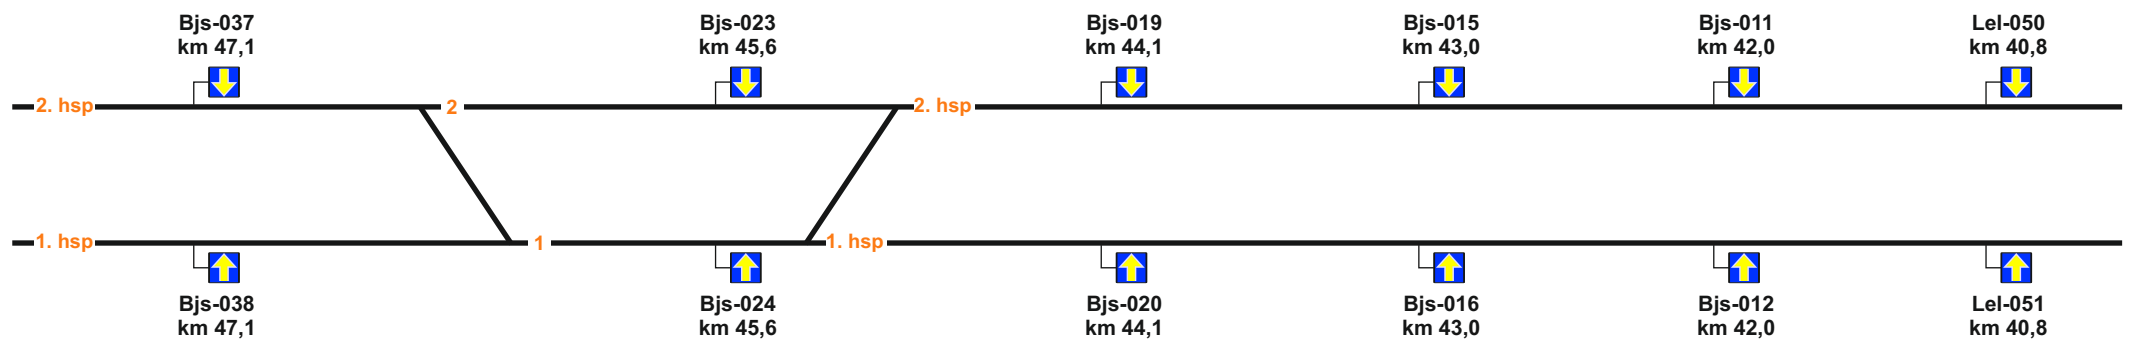 Bjs-037
km 47,1
Bjs-023
km 45,6
Bjs-019
km 44,1
Bjs-015
km 43,0
Bjs-011
km 42,0
Lel-050
km 40,8
2. hsp
2
2. hsp
1. hsp
1
1. hsp
Bjs-038
km 47,1
Bjs-024
km 45,6
Bjs-020
km 44,1
Bjs-016
km 43,0
Bjs-012
km 42,0
Lel-051
km 40,8